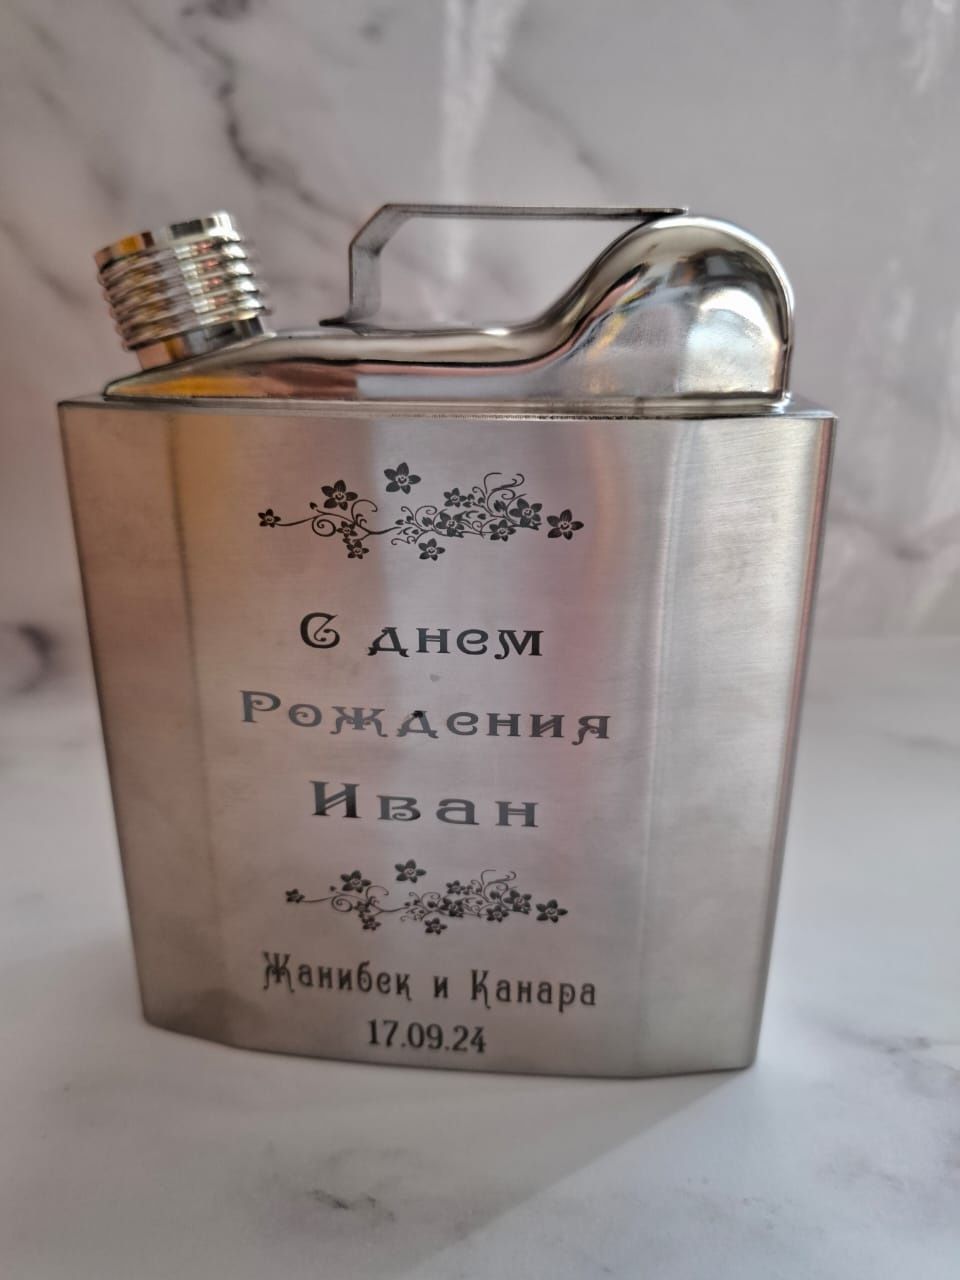 С днем
Рождения
Иван
Жанибек и Канара
17.09.24